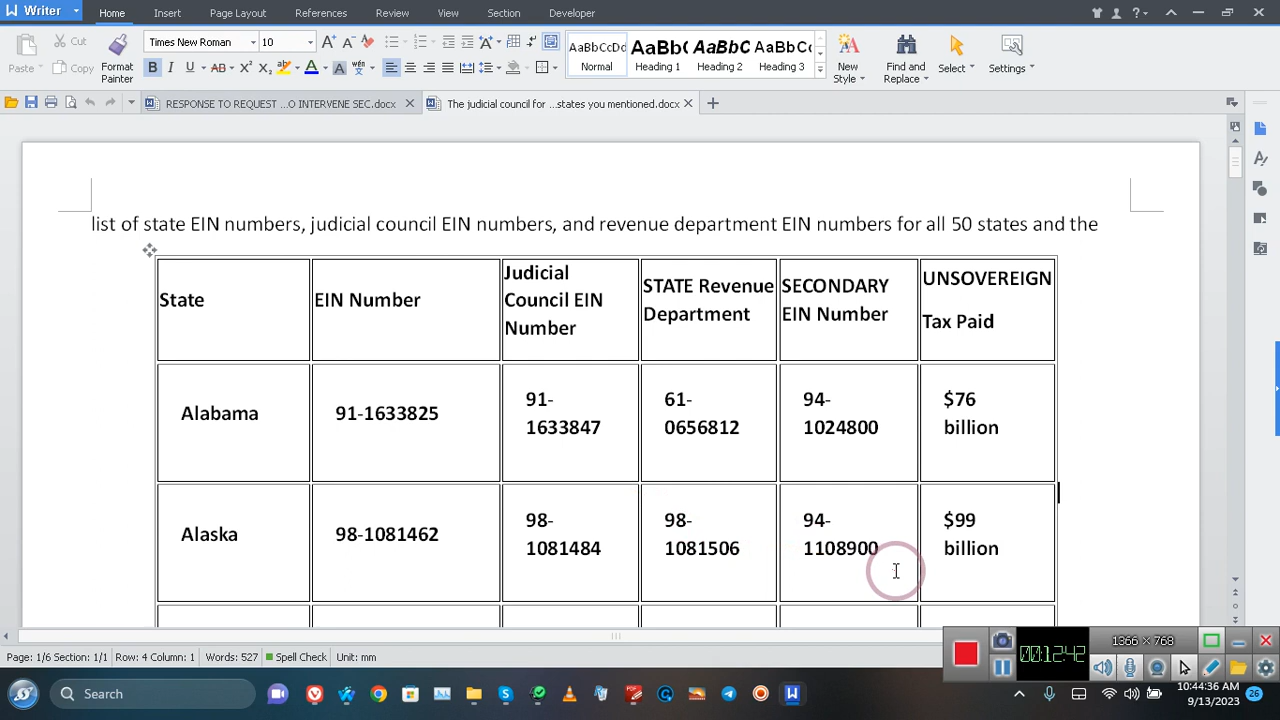 Writer
Home
Insert
Page Layout
References
Review
View
Section
Developer
Paste
Cut
Copy
Format
Painter
Times New Roman
10
B I U AB X² X₂
AaBbCcDd
Normal
AaBb
Heading 1
AaBbC
Heading 2
AaBbC
Heading 3
New
Style
Find and
Replace
Select
Settings
RESPONSE TO REQUEST ...O INTERVENE SEC.docx
The judicial council for ...states you mentioned.docx
list of state EIN numbers, judicial council EIN numbers, and revenue department EIN numbers for all 50 states and the
State
EIN Number
Judicial
Council EIN
Number
STATE Revenue
Department
SECONDARY
EIN Number
UNSOVEREIGN
Tax Paid
Alabama
91-1633825
91-
1633847
61-
0656812
94-
1024800
$76
billion
Alaska
98-1081462
98-
1081484
98-
1081506
94-
1108900
$99
billion
Page: 1/6 Section: 1/1
Row: 4 Column: 1
Words: 527
Spell Check
Unit: mm
1366 × 768
00:12:42
Search
10:44:36 AM
9/13/2023
26